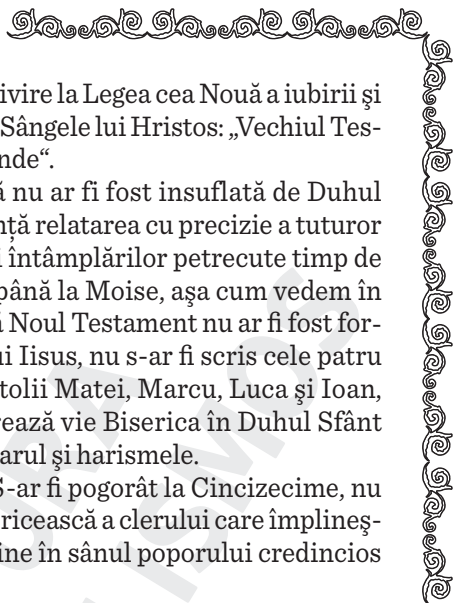 ivire la Legea cea Nouă a iubirii şi
Sângele lui Hristos: „Vechiul Tes-
nde“.
ă nu ar fi fost insuflată de Duhul
nţă relatarea cu precizie a tuturor
i întâmplărilor petrecute timp de
până la Moise, aşa cum vedem în
ă Noul Testament nu ar fi fost for-
ui Iisus, nu s-ar fi scris cele patru
tolii Matei, Marcu, Luca şi Ioan,
rează vie Biserica în Duhul Sfânt
arul şi harismele.
S-ar fi pogorât la Cincizecime, nu
ricească a clerului care împlineş-
ine în sânul poporului credincios
URA
ISMOS